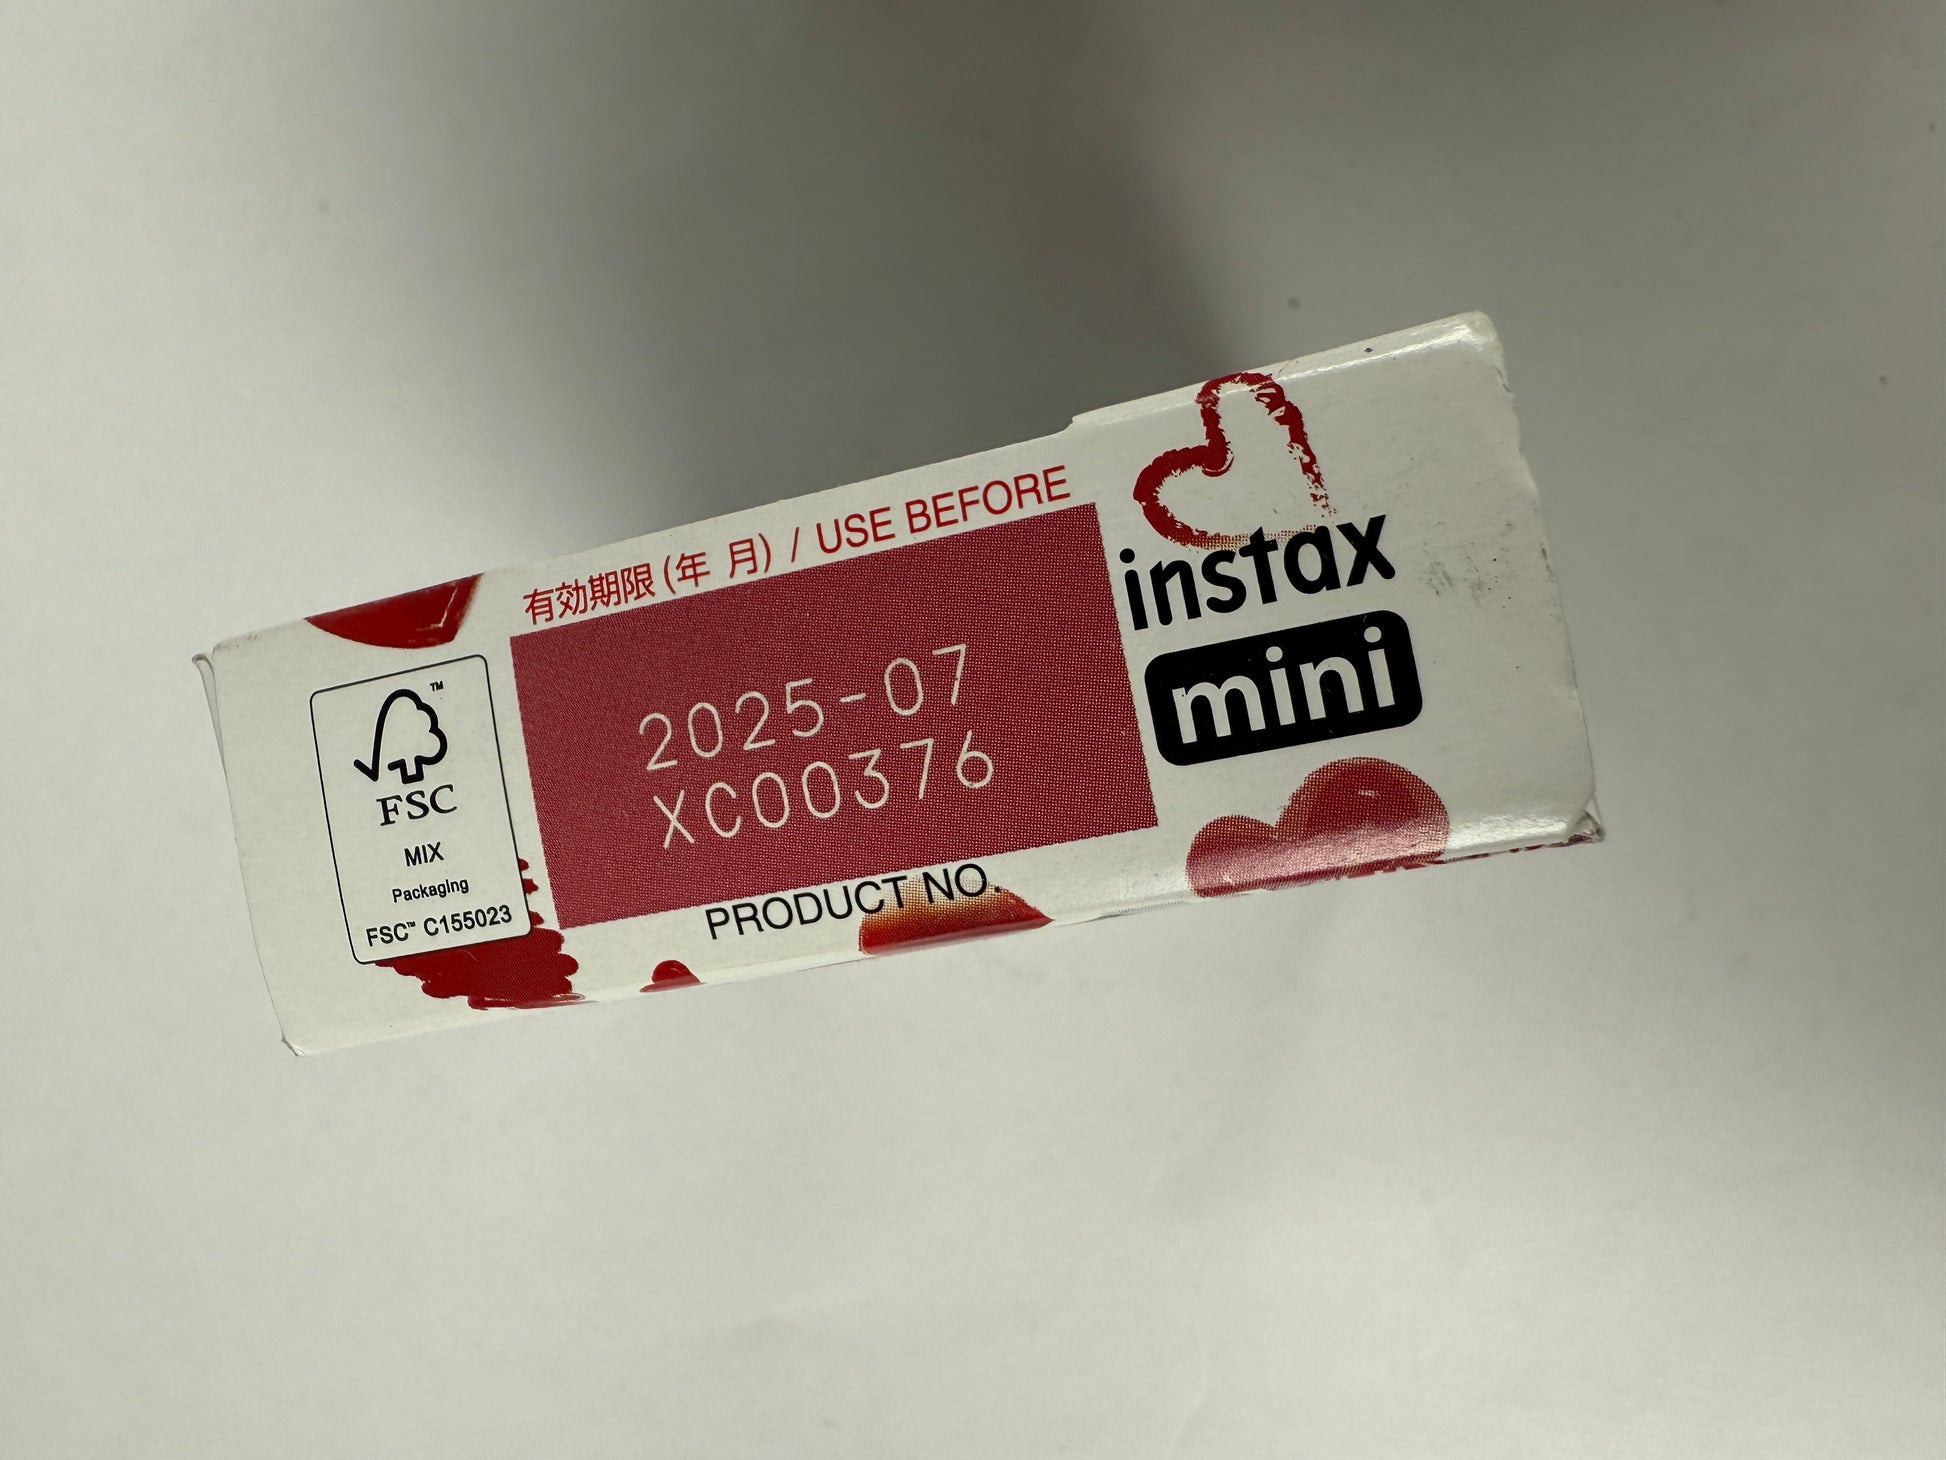 有効期限 (年 月) / USE BEFORE
2025-07
XC00376
PRODUCT NO.
instax
mini
TM
FSC
MIX
Packaging
FSC™ C155023